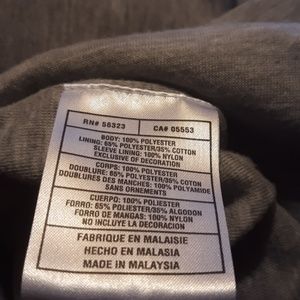 RN# 56323 CA# 05553
BODY: 100% POLYESTER
LINING: 65% POLYESTER/35% COTTON
SLEEVE LINING: 100% NYLON
EXCLUSIVE OF DECORATION
CORPS: 100% POLYESTER
DOUBLURE: 65% POLYESTER/35% COTON
DOUBLURES DES MANCHES: 100% POLYAMIDE
SANS ORNEMENTS
CUERPO: 100% POLIESTER
FORRO: 65% POLIESTER/35% ALGODON
FORRO DE MANGAS: 100% NYLON
NO INCLUYE LA DECORACION
FABRIQUE EN MALAISIE
HECHO EN MALASIA
MADE IN MALAYSIA